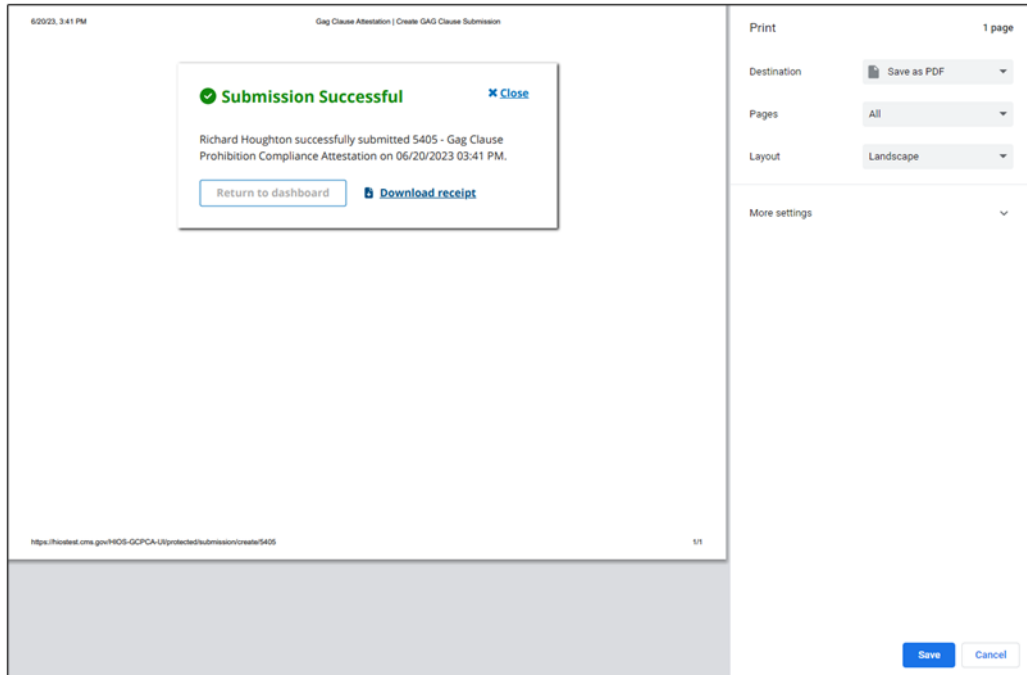 6/20/23, 3:41 PM
Gag Clause Attestation | Create GAG Clause Submission
Submission Successful
Close
Richard Houghton successfully submitted 5405 - Gag Clause
Prohibition Compliance Attestation on 06/20/2023 03:41 PM.
Return to dashboard
Download receipt
https://hiostest.cms.gov/HIOS-GCPCA-UI/protected/submission/create/5405
1/1
Print
1 page
Destination
Save as PDF
Pages
All
Layout
Landscape
More settings
Save
Cancel